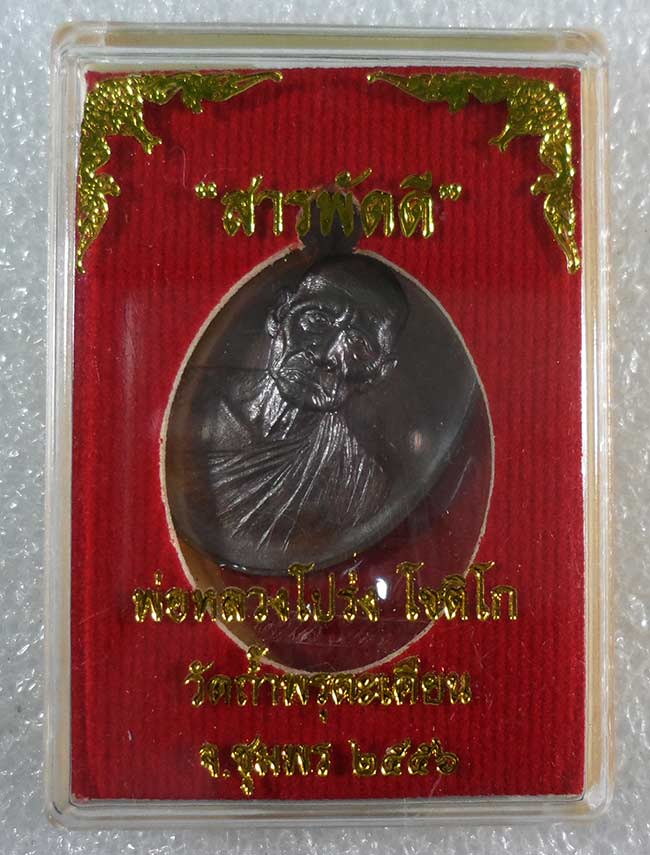 "สารพัดดี"
พ่อหลวงโปร่ง โชติโก
วัดถ้ำพรุตะเคียน
จ.ชุมพร ๒๕๕๖